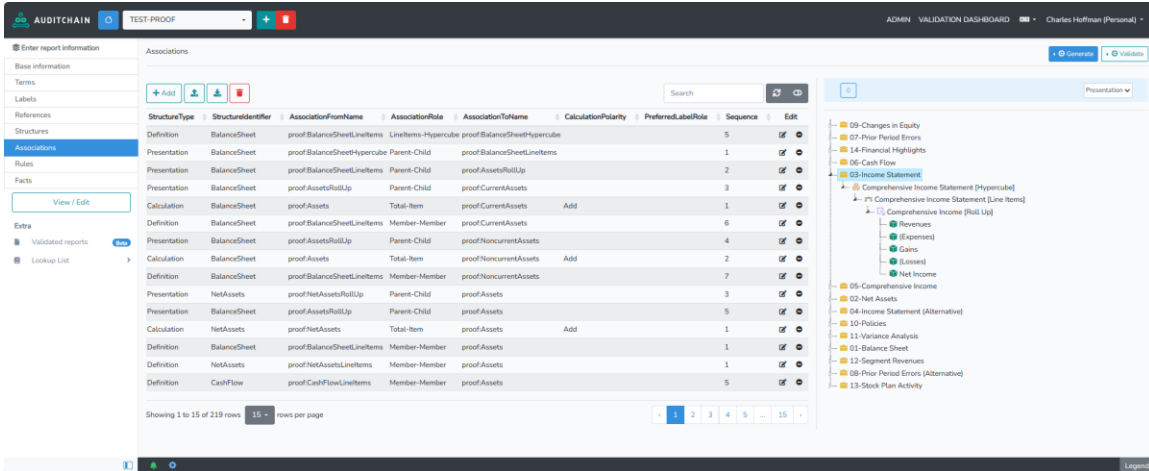 AUDITCHAIN TEST-PROOF ADMIN VALIDATION DASHBOARD Charles Hoffman (Personal)
Enter report information
Base information
Terms
Labels
References
Structures
Associations
Rules
Facts
View / Edit
Extra
Validated reports Beta
Lookup List
Associations
Generate Validate
Add Search
StructureType StructureIdentifier AssociationFromName AssociationRole AssociationToName CalculationPolarity PreferredLabelRole Sequence Edit
Definition BalanceSheet proof:BalanceSheetLineItems LineItems-Hypercube proof:BalanceSheetHypercube 5
Presentation BalanceSheet proof:BalanceSheetHypercube Parent-Child proof:BalanceSheetLineItems 1
Presentation BalanceSheet proof:BalanceSheetLineItems Parent-Child proof:AssetsRollUp 2
Presentation BalanceSheet proof:AssetsRollUp Parent-Child proof:CurrentAssets 3
Calculation BalanceSheet proof:Assets Total-Item proof:CurrentAssets Add 1
Definition BalanceSheet proof:BalanceSheetLineItems Member-Member proof:CurrentAssets 6
Presentation BalanceSheet proof:AssetsRollUp Parent-Child proof:NoncurrentAssets 4
Calculation BalanceSheet proof:Assets Total-Item proof:NoncurrentAssets Add 2
Definition BalanceSheet proof:BalanceSheetLineItems Member-Member proof:NoncurrentAssets 7
Presentation NetAssets proof:NetAssetsRollUp Parent-Child proof:Assets 3
Presentation BalanceSheet proof:AssetsRollUp Parent-Child proof:Assets 5
Calculation NetAssets proof:NetAssets Total-Item proof:Assets Add 1
Definition BalanceSheet proof:BalanceSheetLineItems Member-Member proof:Assets 1
Definition NetAssets proof:NetAssetsLineItems Member-Member proof:Assets 1
Definition CashFlow proof:CashFlowLineItems Member-Member proof:Assets 5
Showing 1 to 15 of 219 rows 15 rows per page
‹ 1 2 3 4 5 ... 15 ›
Presentation
09-Changes in Equity
07-Prior Period Errors
14-Financial Highlights
06-Cash Flow
03-Income Statement
Comprehensive Income Statement [Hypercube]
Comprehensive Income Statement [Line Items]
Comprehensive Income [Roll Up]
Revenues
(Expenses)
Gains
(Losses)
Net Income
05-Comprehensive Income
02-Net Assets
04-Income Statement (Alternative)
10-Policies
11-Variance Analysis
01-Balance Sheet
12-Segment Revenues
08-Prior Period Errors (Alternative)
13-Stock Plan Activity
Legend